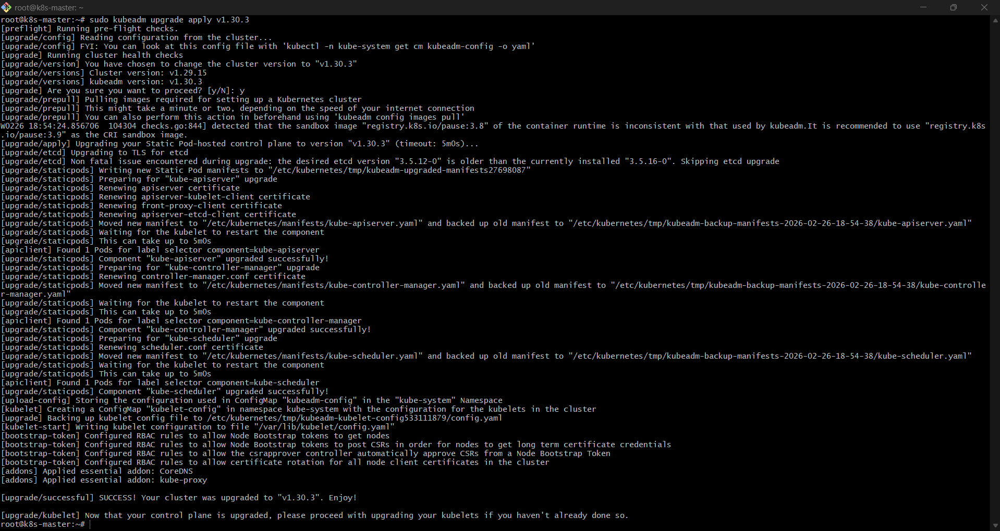 root@k8s-master: ~
root@k8s-master:~# sudo kubeadm upgrade apply v1.30.3
[preflight] Running pre-flight checks.
[upgrade/config] Reading configuration from the cluster...
[upgrade/config] FYI: You can look at this config file with 'kubectl -n kube-system get cm kubeadm-config -o yaml'
[upgrade] Running cluster health checks
[upgrade/version] You have chosen to change the cluster version to "v1.30.3"
[upgrade/versions] Cluster version: v1.29.15
[upgrade/versions] kubeadm version: v1.30.3
[upgrade] Are you sure you want to proceed? [y/N]: y
[upgrade/prepull] Pulling images required for setting up a Kubernetes cluster
[upgrade/prepull] This might take a minute or two, depending on the speed of your internet connection
[upgrade/prepull] You can also perform this action in beforehand using 'kubeadm config images pull'
W0226 18:54:24.856706  104304 checks.go:844] detected that the sandbox image "registry.k8s.io/pause:3.8" of the container runtime is inconsistent with that used by kubeadm.It is recommended to use "registry.k8s
.io/pause:3.9" as the CRI sandbox image.
[upgrade/apply] Upgrading your Static Pod-hosted control plane to version "v1.30.3" (timeout: 5m0s)...
[upgrade/etcd] Upgrading to TLS for etcd
[upgrade/etcd] Non fatal issue encountered during upgrade: the desired etcd version "3.5.12-0" is older than the currently installed "3.5.16-0". Skipping etcd upgrade
[upgrade/staticpods] Writing new Static Pod manifests to "/etc/kubernetes/tmp/kubeadm-upgraded-manifests27698087"
[upgrade/staticpods] Preparing for "kube-apiserver" upgrade
[upgrade/staticpods] Renewing apiserver certificate
[upgrade/staticpods] Renewing apiserver-kubelet-client certificate
[upgrade/staticpods] Renewing front-proxy-client certificate
[upgrade/staticpods] Renewing apiserver-etcd-client certificate
[upgrade/staticpods] Moved new manifest to "/etc/kubernetes/manifests/kube-apiserver.yaml" and backed up old manifest to "/etc/kubernetes/tmp/kubeadm-backup-manifests-2026-02-26-18-54-38/kube-apiserver.yaml"
[upgrade/staticpods] Waiting for the kubelet to restart the component
[upgrade/staticpods] This can take up to 5m0s
[apiclient] Found 1 Pods for label selector component=kube-apiserver
[upgrade/staticpods] Component "kube-apiserver" upgraded successfully!
[upgrade/staticpods] Preparing for "kube-controller-manager" upgrade
[upgrade/staticpods] Renewing controller-manager.conf certificate
[upgrade/staticpods] Moved new manifest to "/etc/kubernetes/manifests/kube-controller-manager.yaml" and backed up old manifest to "/etc/kubernetes/tmp/kubeadm-backup-manifests-2026-02-26-18-54-38/kube-controlle
r-manager.yaml"
[upgrade/staticpods] Waiting for the kubelet to restart the component
[upgrade/staticpods] This can take up to 5m0s
[apiclient] Found 1 Pods for label selector component=kube-controller-manager
[upgrade/staticpods] Component "kube-controller-manager" upgraded successfully!
[upgrade/staticpods] Preparing for "kube-scheduler" upgrade
[upgrade/staticpods] Renewing scheduler.conf certificate
[upgrade/staticpods] Moved new manifest to "/etc/kubernetes/manifests/kube-scheduler.yaml" and backed up old manifest to "/etc/kubernetes/tmp/kubeadm-backup-manifests-2026-02-26-18-54-38/kube-scheduler.yaml"
[upgrade/staticpods] Waiting for the kubelet to restart the component
[upgrade/staticpods] This can take up to 5m0s
[apiclient] Found 1 Pods for label selector component=kube-scheduler
[upgrade/staticpods] Component "kube-scheduler" upgraded successfully!
[upload-config] Storing the configuration used in ConfigMap "kubeadm-config" in the "kube-system" Namespace
[kubelet] Creating a ConfigMap "kubelet-config" in namespace kube-system with the configuration for the kubelets in the cluster
[upgrade] Backing up kubelet config file to /etc/kubernetes/tmp/kubeadm-kubelet-config533111879/config.yaml
[kubelet-start] Writing kubelet configuration to file "/var/lib/kubelet/config.yaml"
[bootstrap-token] Configured RBAC rules to allow Node Bootstrap tokens to get nodes
[bootstrap-token] Configured RBAC rules to allow Node Bootstrap tokens to post CSRs in order for nodes to get long term certificate credentials
[bootstrap-token] Configured RBAC rules to allow the csrapprover controller automatically approve CSRs from a Node Bootstrap Token
[bootstrap-token] Configured RBAC rules to allow certificate rotation for all node client certificates in the cluster
[addons] Applied essential addon: CoreDNS
[addons] Applied essential addon: kube-proxy
[upgrade/successful] SUCCESS! Your cluster was upgraded to "v1.30.3". Enjoy!
[upgrade/kubelet] Now that your control plane is upgraded, please proceed with upgrading your kubelets if you haven't already done so.
root@k8s-master:~#